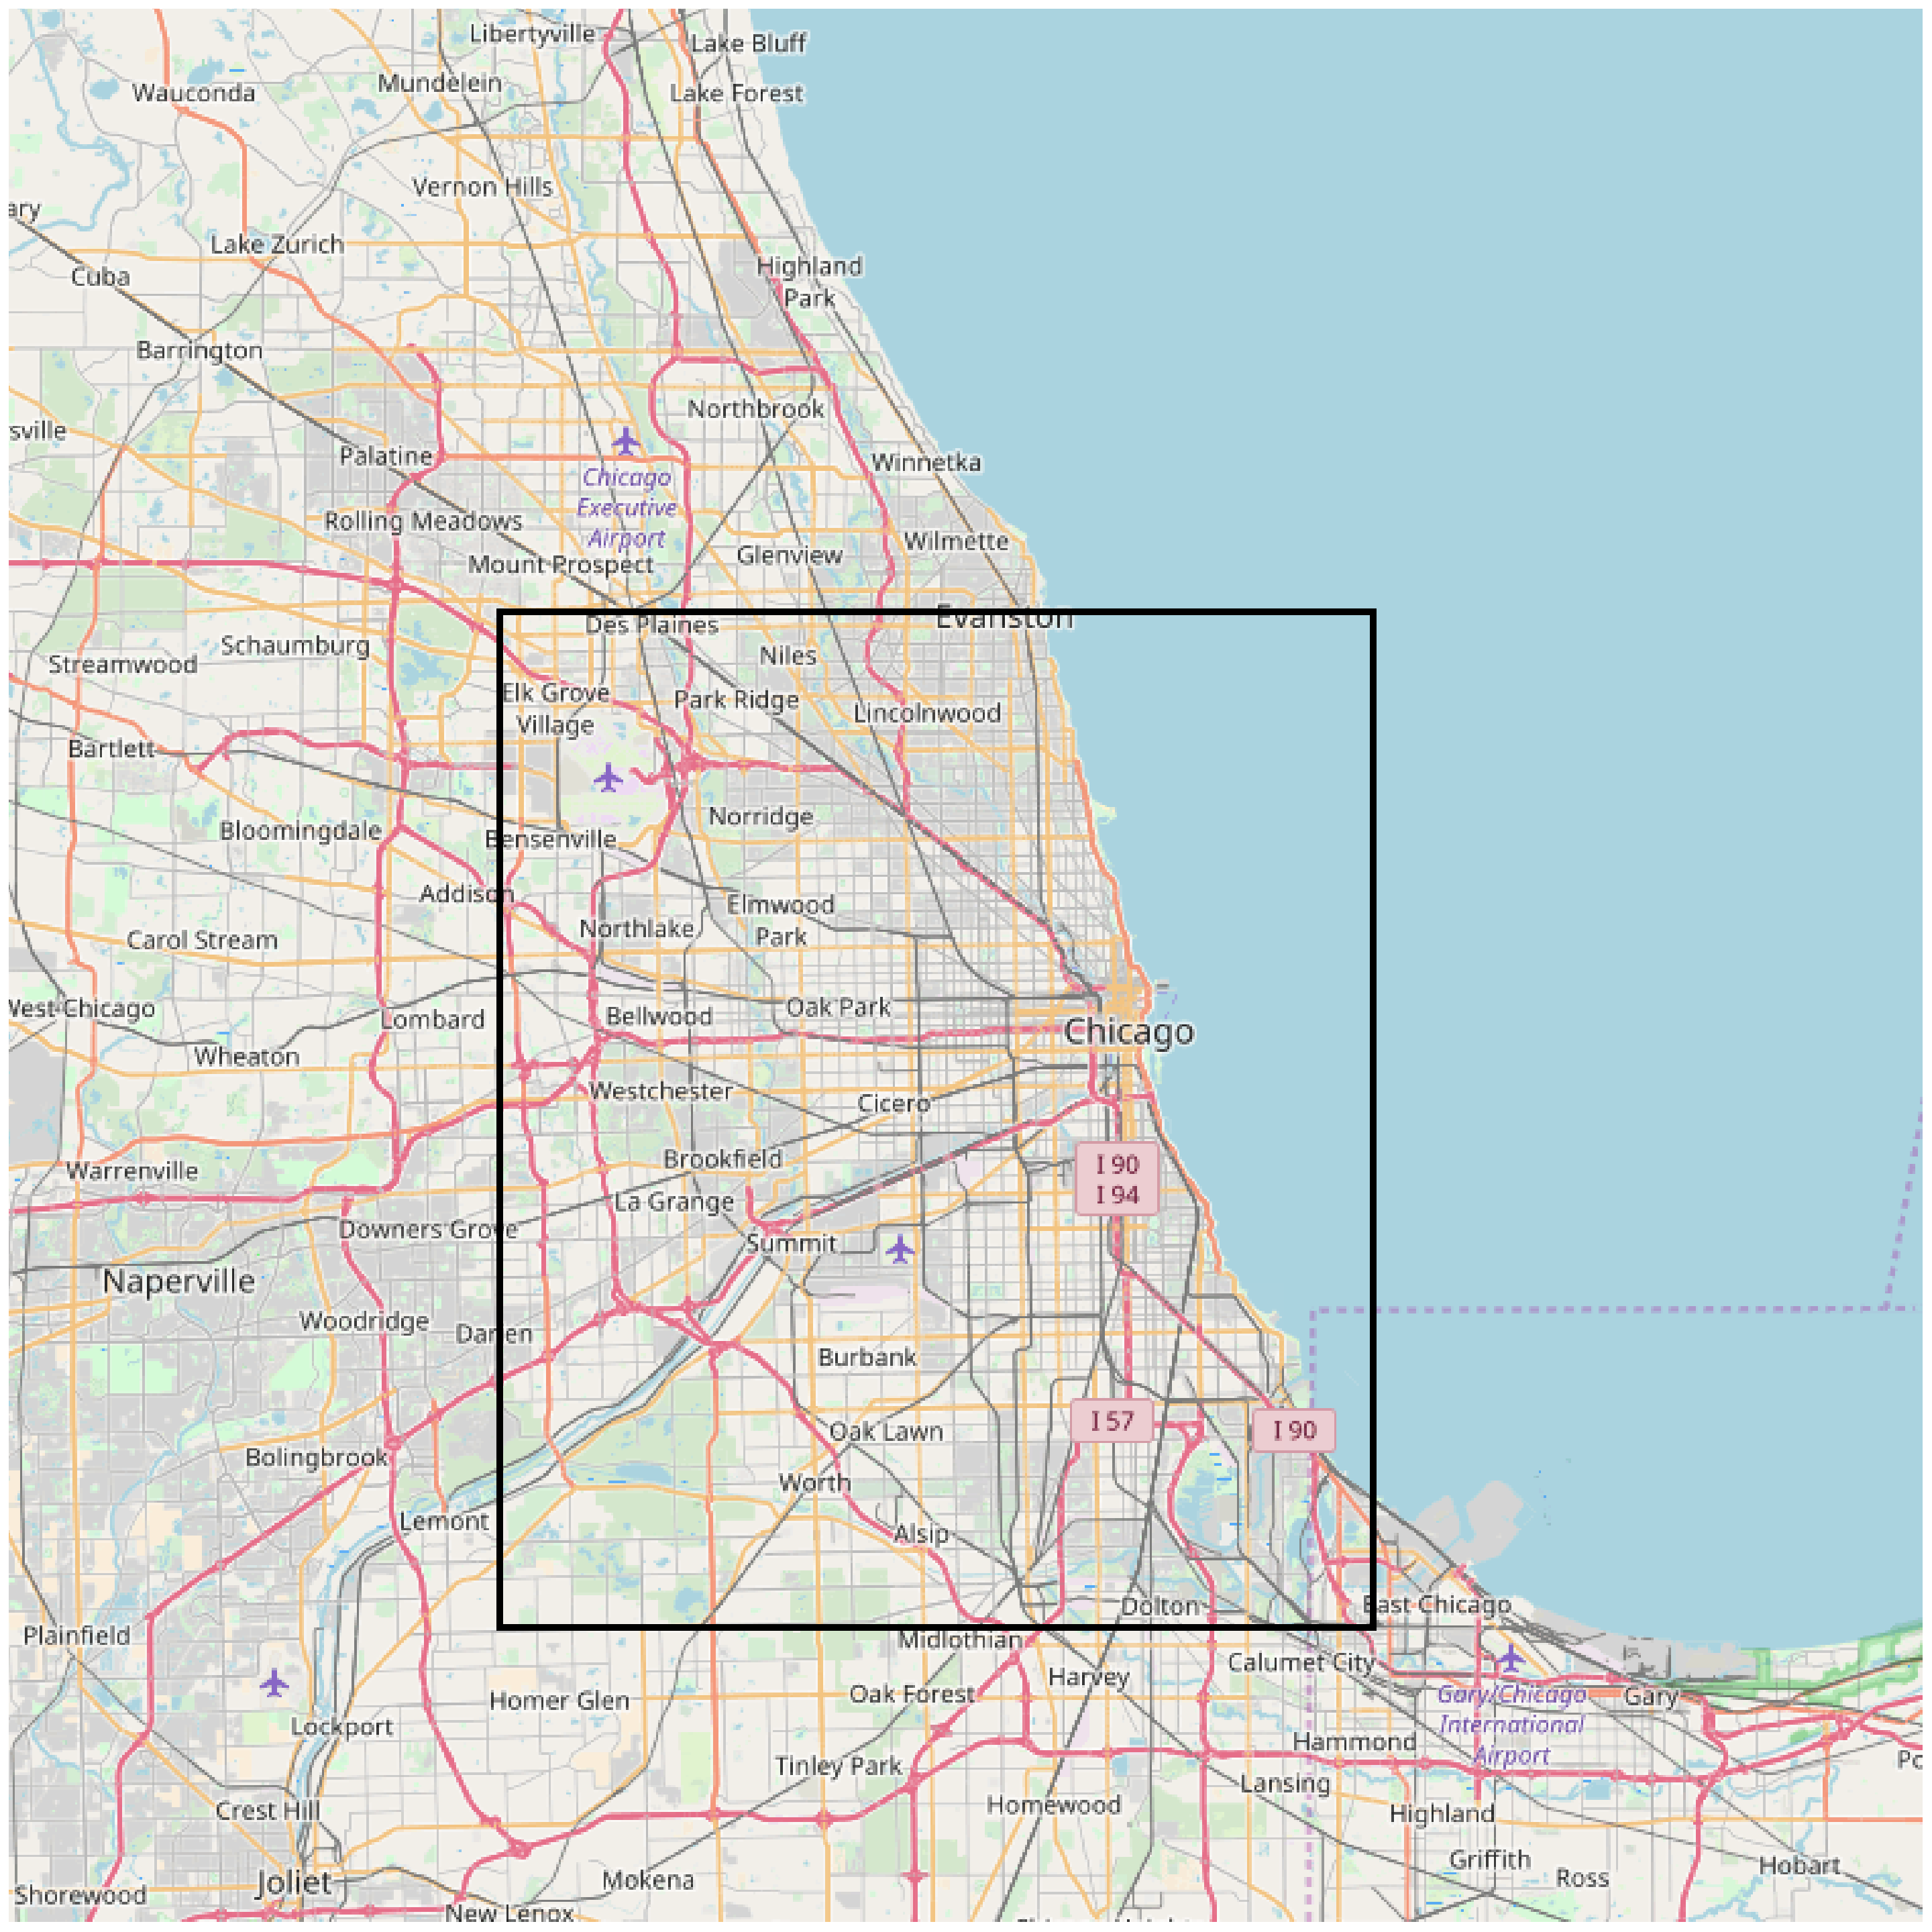 Libertyville
Lake Bluff
Mundelein
Wauconda
Lake Forest
Vernon Hills
ary
Lake Zurich
Cuba
Highland
Park
Barrington
Northbrook
sville
Palatine
Winnetka
Chicago
Executive
Airport
Rolling Meadows
Wilmette
Glenview
Mount Prospect
Evanston
Des Plaines
Schaumburg
Niles
Streamwood
Elk Grove
Village
Park Ridge
Lincolnwood
Bartlett
Norridge
Bloomingdale
Bensenville
Addison
Elmwood
Park
Northlake
Carol Stream
West Chicago
Oak Park
Bellwood
Lombard
Chicago
Wheaton
Westchester
Cicero
Brookfield
I 90
I 94
Warrenville
La Grange
Downers Grove
Summit
Naperville
Woodridge
Darien
Burbank
I 57
I 90
Oak Lawn
Bolingbrook
Worth
Lemont
Alsip
East Chicago
Dolton
Plainfield
Midlothian
Calumet City
Harvey
Oak Forest
Gary/Chicago
International
Airport
Gary
Homer Glen
Lockport
Hammond
Tinley Park
Po
Lansing
Homewood
Crest Hill
Highland
Griffith
Hobart
Ross
Mokena
Joliet
Shorewood
New Lenox